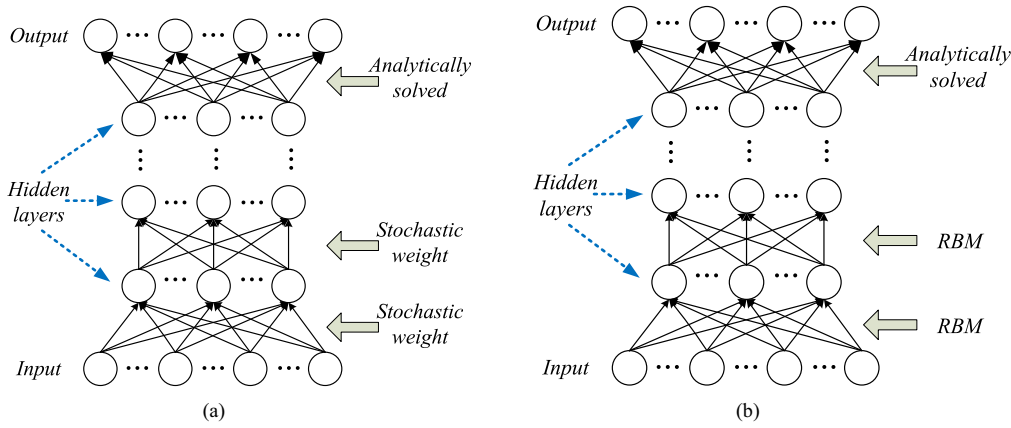 Output
Analytically
solved
Hidden
layers
Stochastic
weight
Stochastic
weight
Input
(a)
Output
Analytically
solved
Hidden
layers
RBM
RBM
Input
(b)